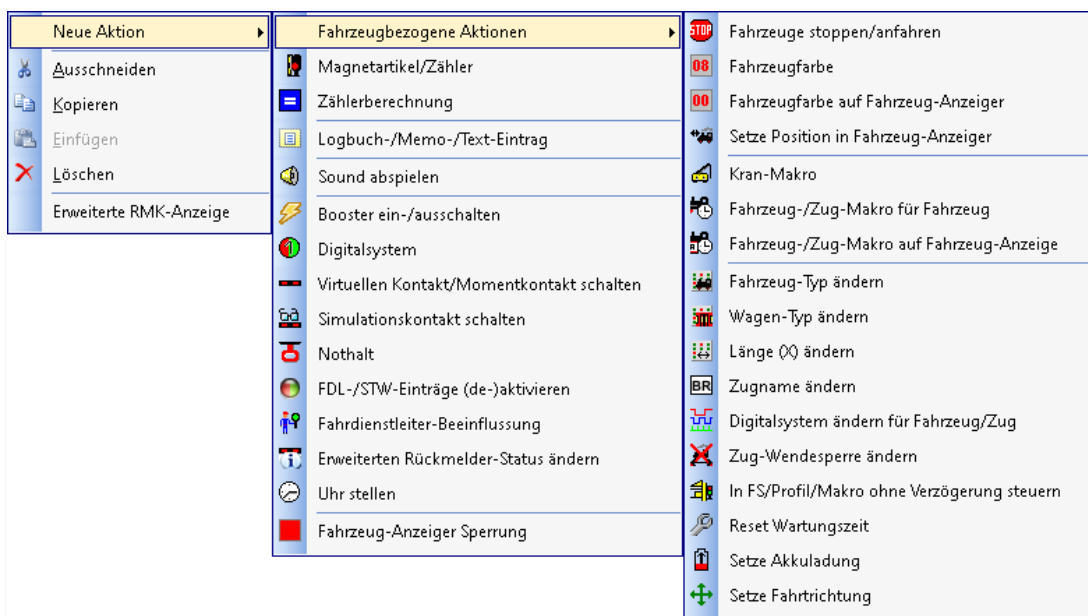 Neue Aktion
Ausschneiden
Kopieren
Einfügen
Löschen
Erweiterte RMK-Anzeige
Fahrzeugbezogene Aktionen
Magnetartikel/Zähler
Zählerberechnung
Logbuch-/Memo-/Text-Eintrag
Sound abspielen
Booster ein-/ausschalten
Digitalsystem
Virtuellen Kontakt/Momentkontakt schalten
Simulationskontakt schalten
Nothalt
FDL-/STW-Einträge (de-)aktivieren
Fahrdienstleiter-Beeinflussung
Erweiterten Rückmelder-Status ändern
Uhr stellen
Fahrzeug-Anzeiger Sperrung
STOP Fahrzeuge stoppen/anfahren
08 Fahrzeugfarbe
00 Fahrzeugfarbe auf Fahrzeug-Anzeiger
Setze Position in Fahrzeug-Anzeiger
Kran-Makro
Fahrzeug-/Zug-Makro für Fahrzeug
Fahrzeug-/Zug-Makro auf Fahrzeug-Anzeige
Fahrzeug-Typ ändern
Wagen-Typ ändern
Länge (X) ändern
BR Zugname ändern
Digitalsystem ändern für Fahrzeug/Zug
Zug-Wendesperre ändern
In FS/Profil/Makro ohne Verzögerung steuern
Reset Wartungszeit
Setze Akkuladung
Setze Fahrtrichtung